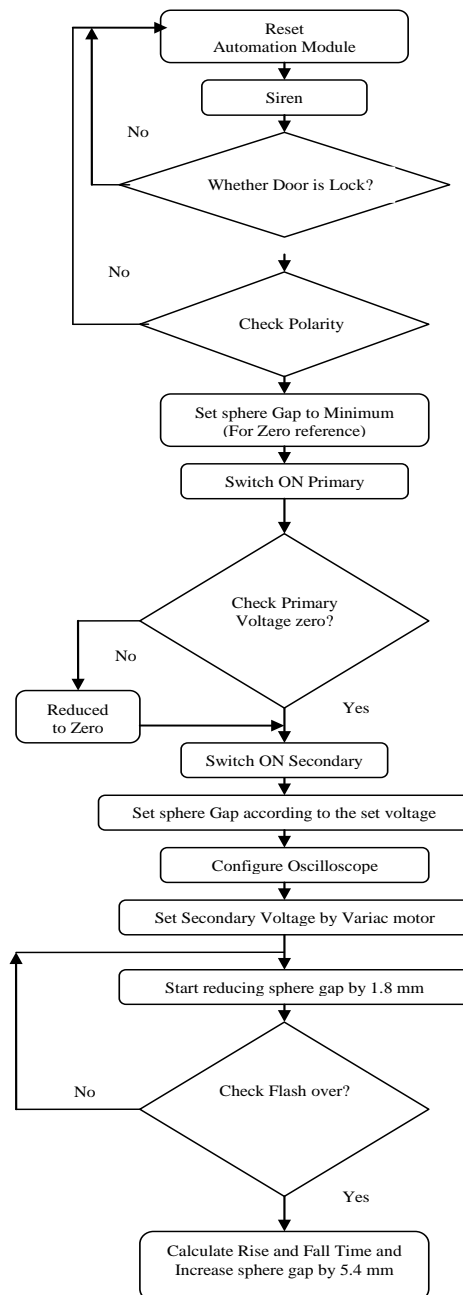 Reset
Automation Module
Siren
No
Whether Door is Lock?
No
Check Polarity
Set sphere Gap to Minimum
(For Zero reference)
Switch ON Primary
Check Primary
Voltage zero?
No
Reduced
to Zero
Yes
Switch ON Secondary
Set sphere Gap according to the set voltage
Configure Oscilloscope
Set Secondary Voltage by Variac motor
Start reducing sphere gap by 1.8 mm
Check Flash over?
No
Yes
Calculate Rise and Fall Time and
Increase sphere gap by 5.4 mm